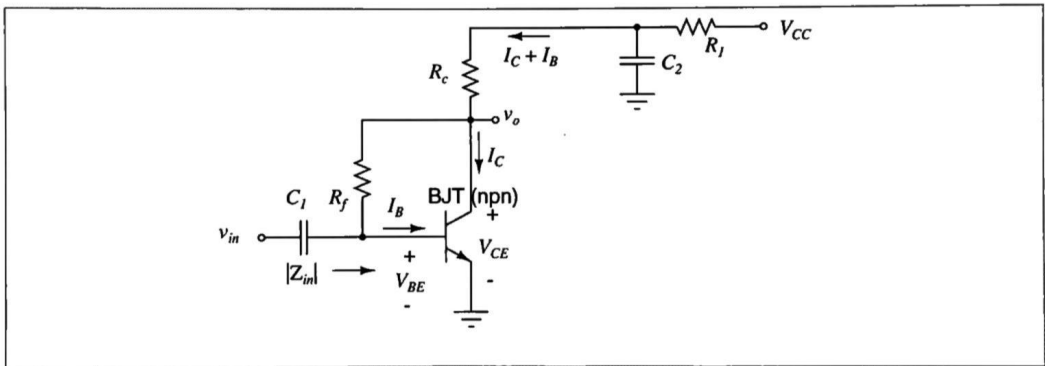 V_CC
R_1
I_C + I_B
C_2
R_c
v_o
I_C
C_1
R_f
I_B
BJT (npn)
+
v_in
V_CE
+
|Z_in|
V_BE
-
-